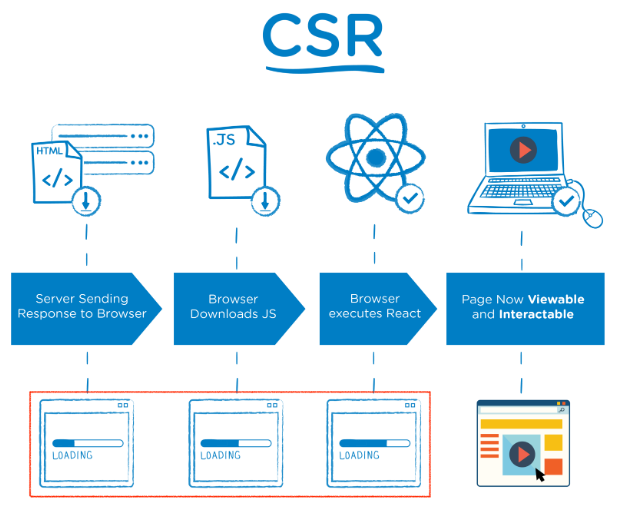 CSR
HTML
</>
.JS
</>
Server Sending
Response to Browser
Browser
Downloads JS
Browser
executes React
Page Now Viewable
and Interactable
LOADING
LOADING
LOADING